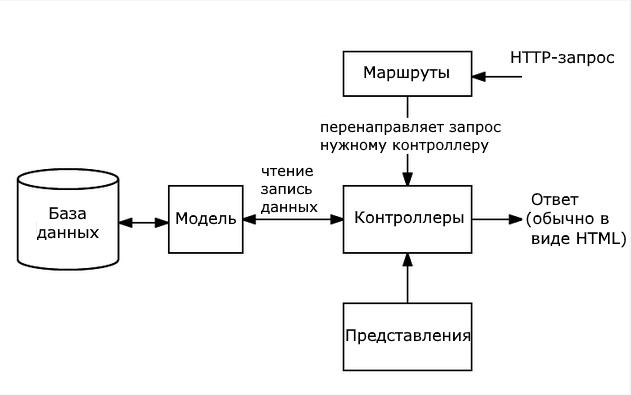 HTTP-запрос
Маршруты
перенаправляет запрос
нужному контроллеру
чтение
запись
данных
База
данных
Модель
Контроллеры
Ответ
(обычно в
виде HTML)
Представления